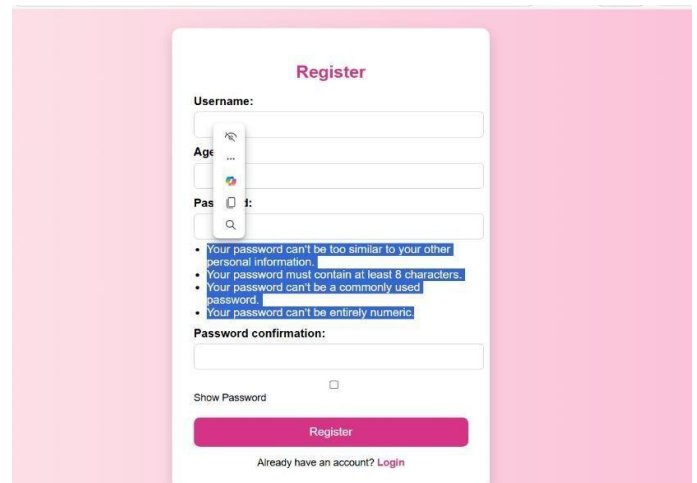 Register
Username:
Age
Pas d:
Your password can't be too similar to your other
personal information.
Your password must contain at least 8 characters.
Your password can't be a commonly used
password.
Your password can't be entirely numeric.
Password confirmation:
Show Password
Register
Already have an account? Login